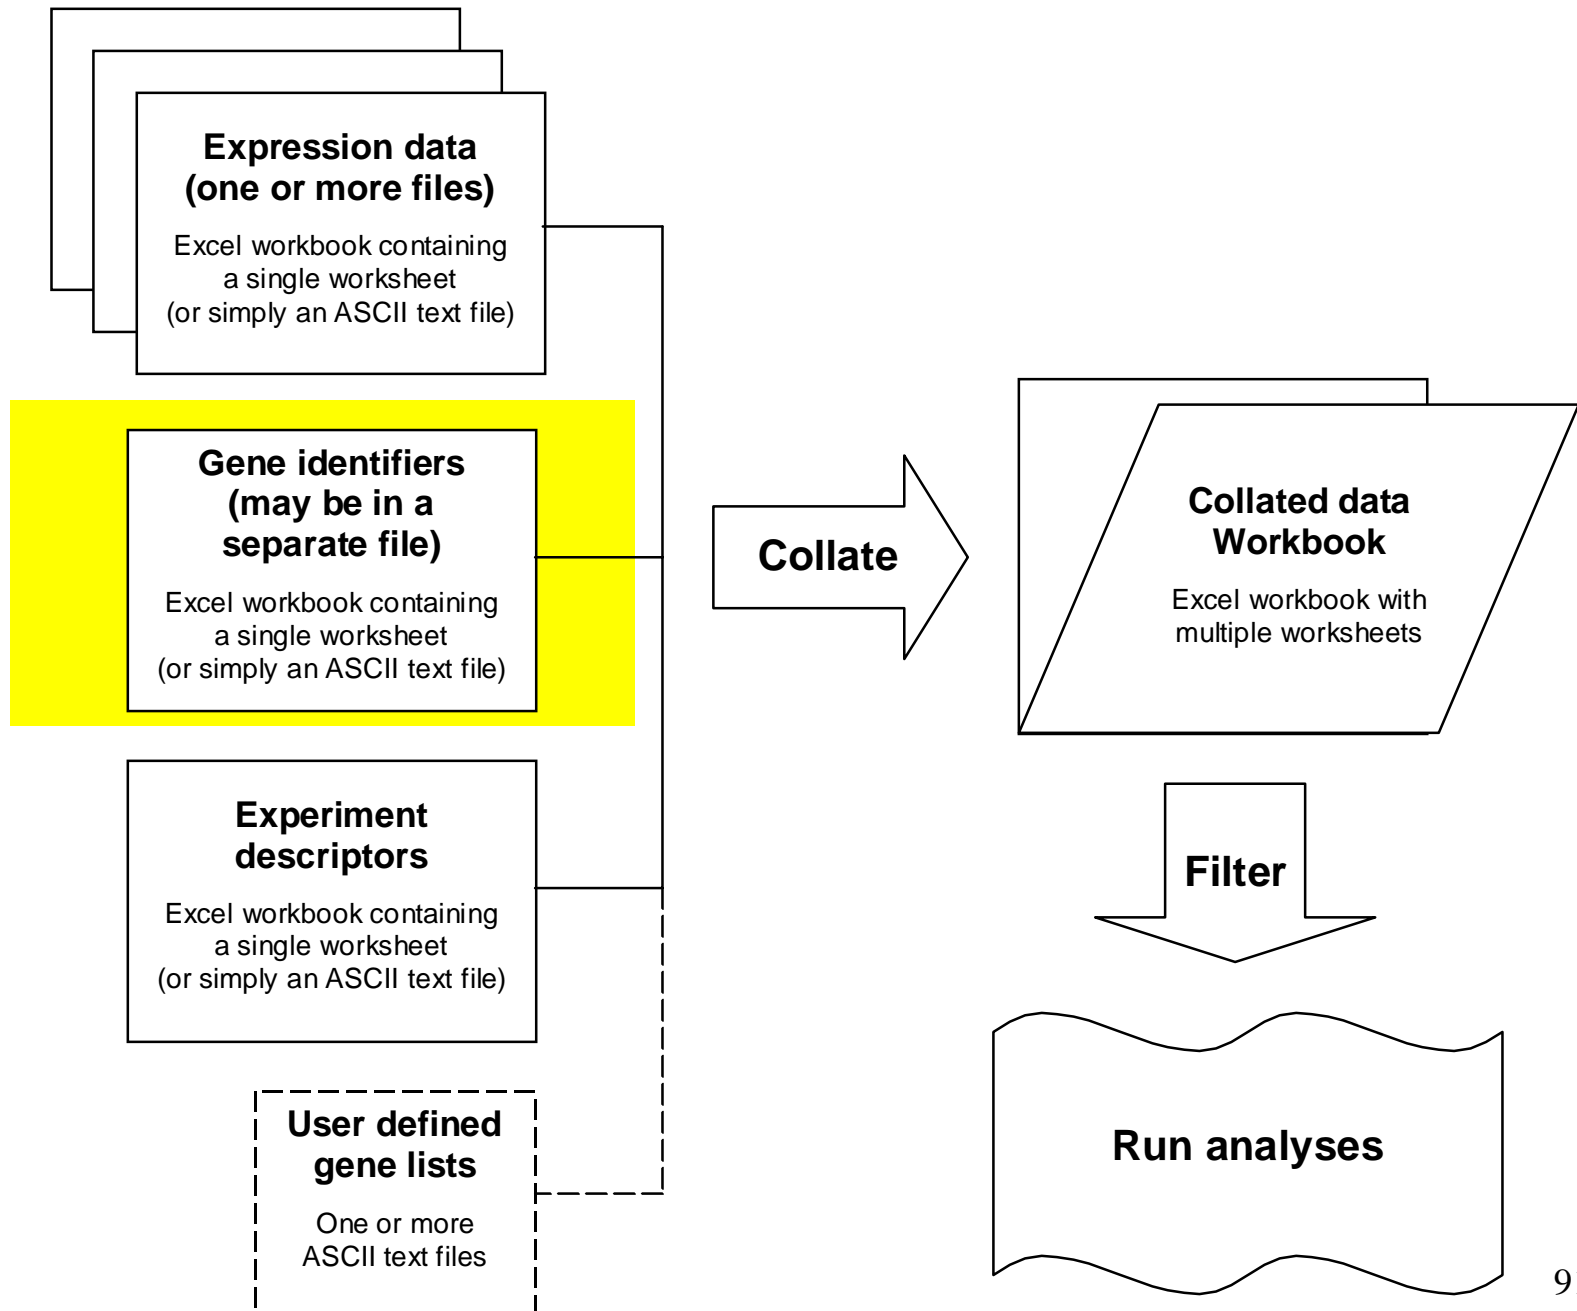 Expression data
(one or more files)
Excel workbook containing
a single worksheet
(or simply an ASCII text file)
Gene identifiers
(may be in a
separate file)
Excel workbook containing
a single worksheet
(or simply an ASCII text file)
Experiment
descriptors
Excel workbook containing
a single worksheet
(or simply an ASCII text file)
User defined
gene lists
One or more
ASCII text files
Collate
Collated data
Workbook
Excel workbook with
multiple worksheets
Filter
Run analyses